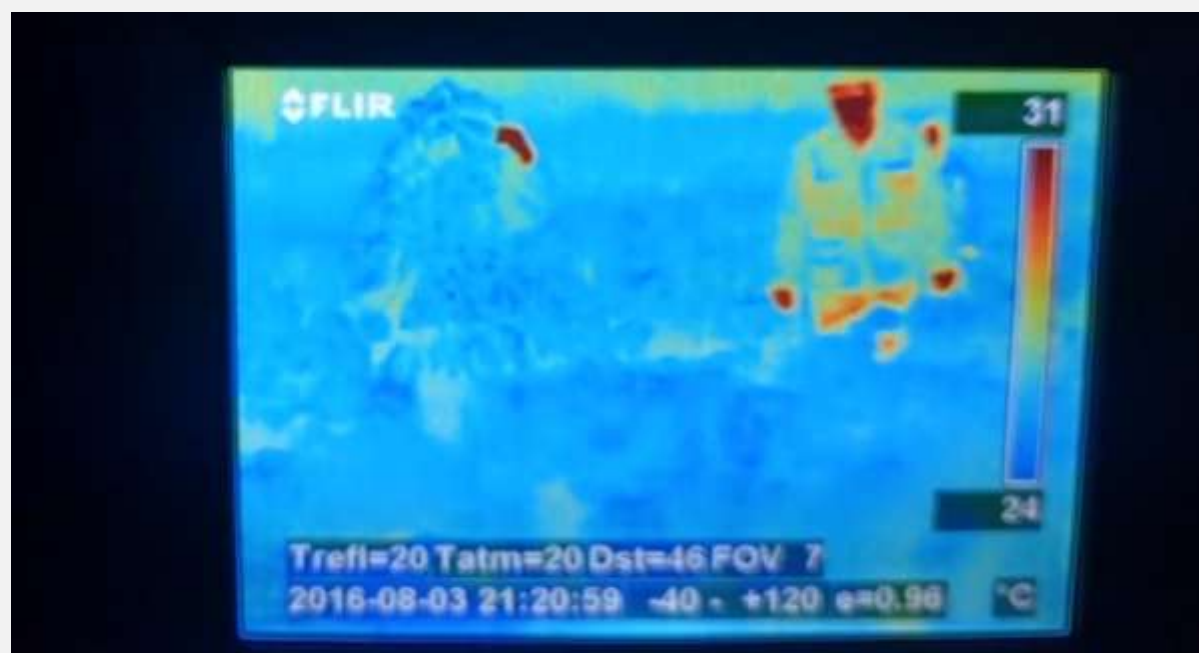 FLIR
31
24
Trefl=20 Tatm=20 Dst=46 FOV 7
2016-08-03 21:20:59 -40 - +120 e=0.96 °C